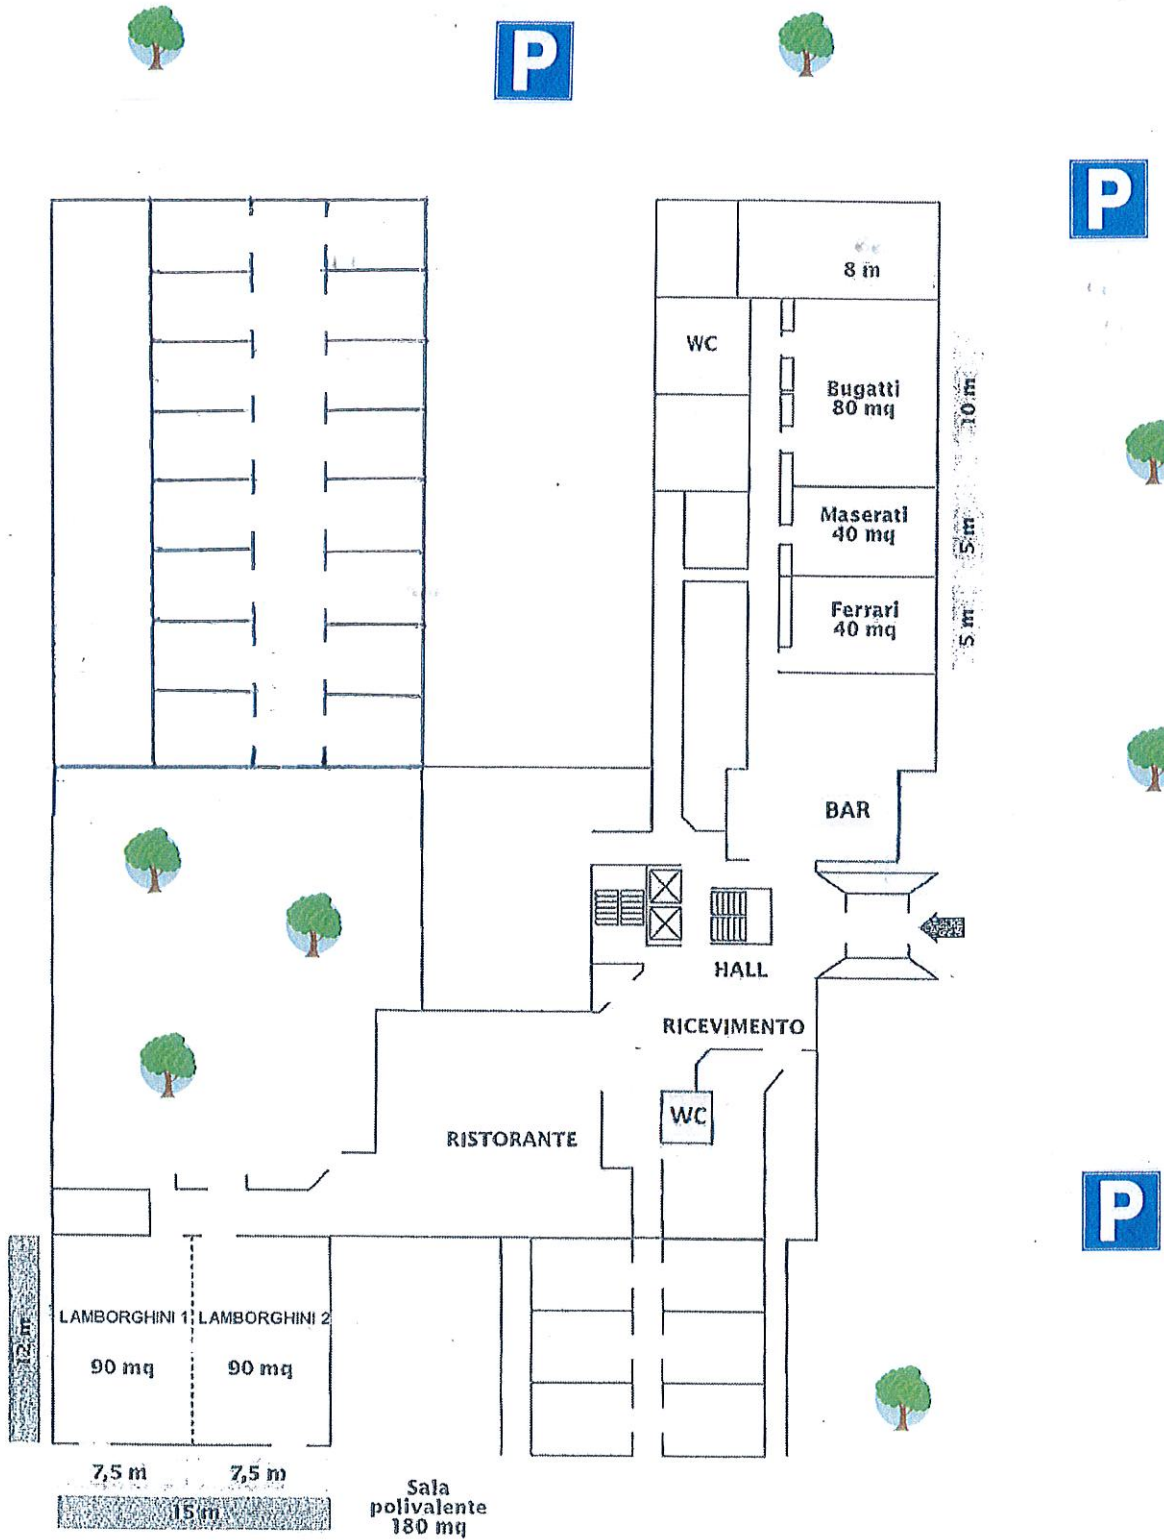 P
P
8 m
WC
Bugatti
80 mq
10 m
Maserati
40 mq
5 m
Ferrari
40 mq
5 m
BAR
HALL
RICEVIMENTO
WC
RISTORANTE
P
LAMBORGHINI 1
LAMBORGHINI 2
12 m
90 mq
90 mq
7,5 m
7,5 m
15 m
Sala
polivalente
180 mq